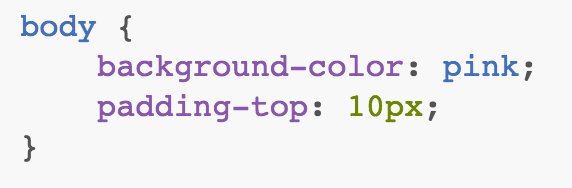 body {
    background-color: pink;
    padding-top: 10px;
}